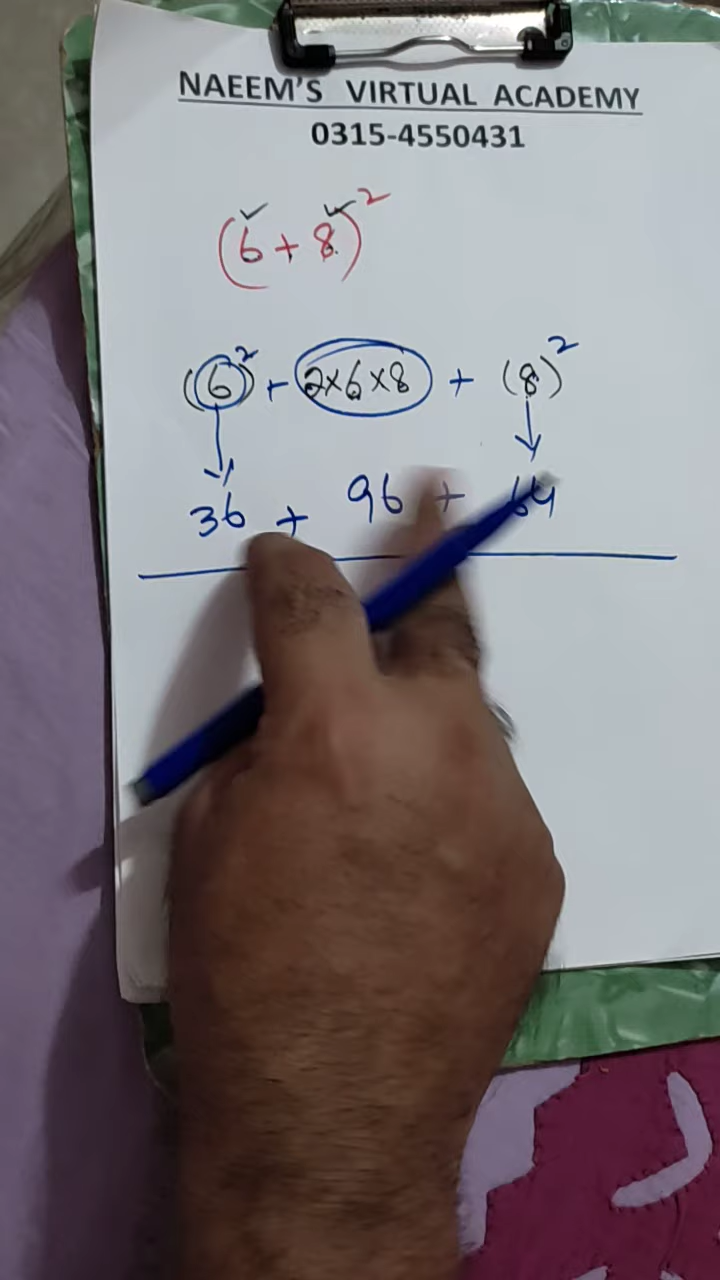 NAEEM'S VIRTUAL ACADEMY
0315-4550431
(6 + 8)²
(6)² + 2×6×8 + (8)²
36 + 96 + 64